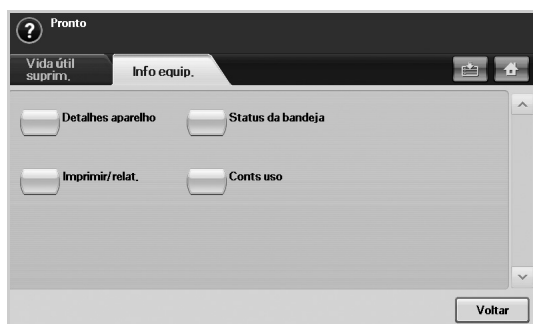 Pronto
Vida útil
suprim.
Info equip.
Detalhes aparelho
Status da bandeja
Imprimir/relat.
Conts uso
Voltar